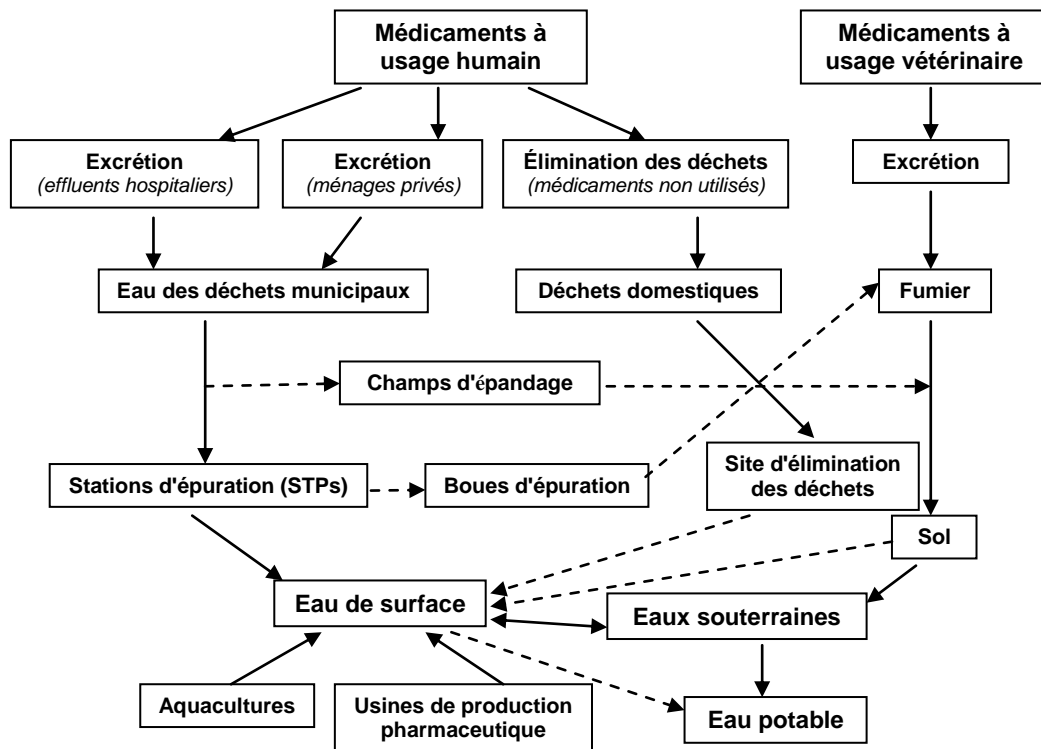 Médicaments à
usage humain
Médicaments à
usage vétérinaire
Excrétion
(effluents hospitaliers)
Excrétion
(ménages privés)
Élimination des déchets
(médicaments non utilisés)
Excrétion
Eau des déchets municipaux
Déchets domestiques
Fumier
Champs d'épandage
Stations d'épuration (STPs)
Boues d'épuration
Site d'élimination
des déchets
Sol
Eau de surface
Eaux souterraines
Aquacultures
Usines de production
pharmaceutique
Eau potable